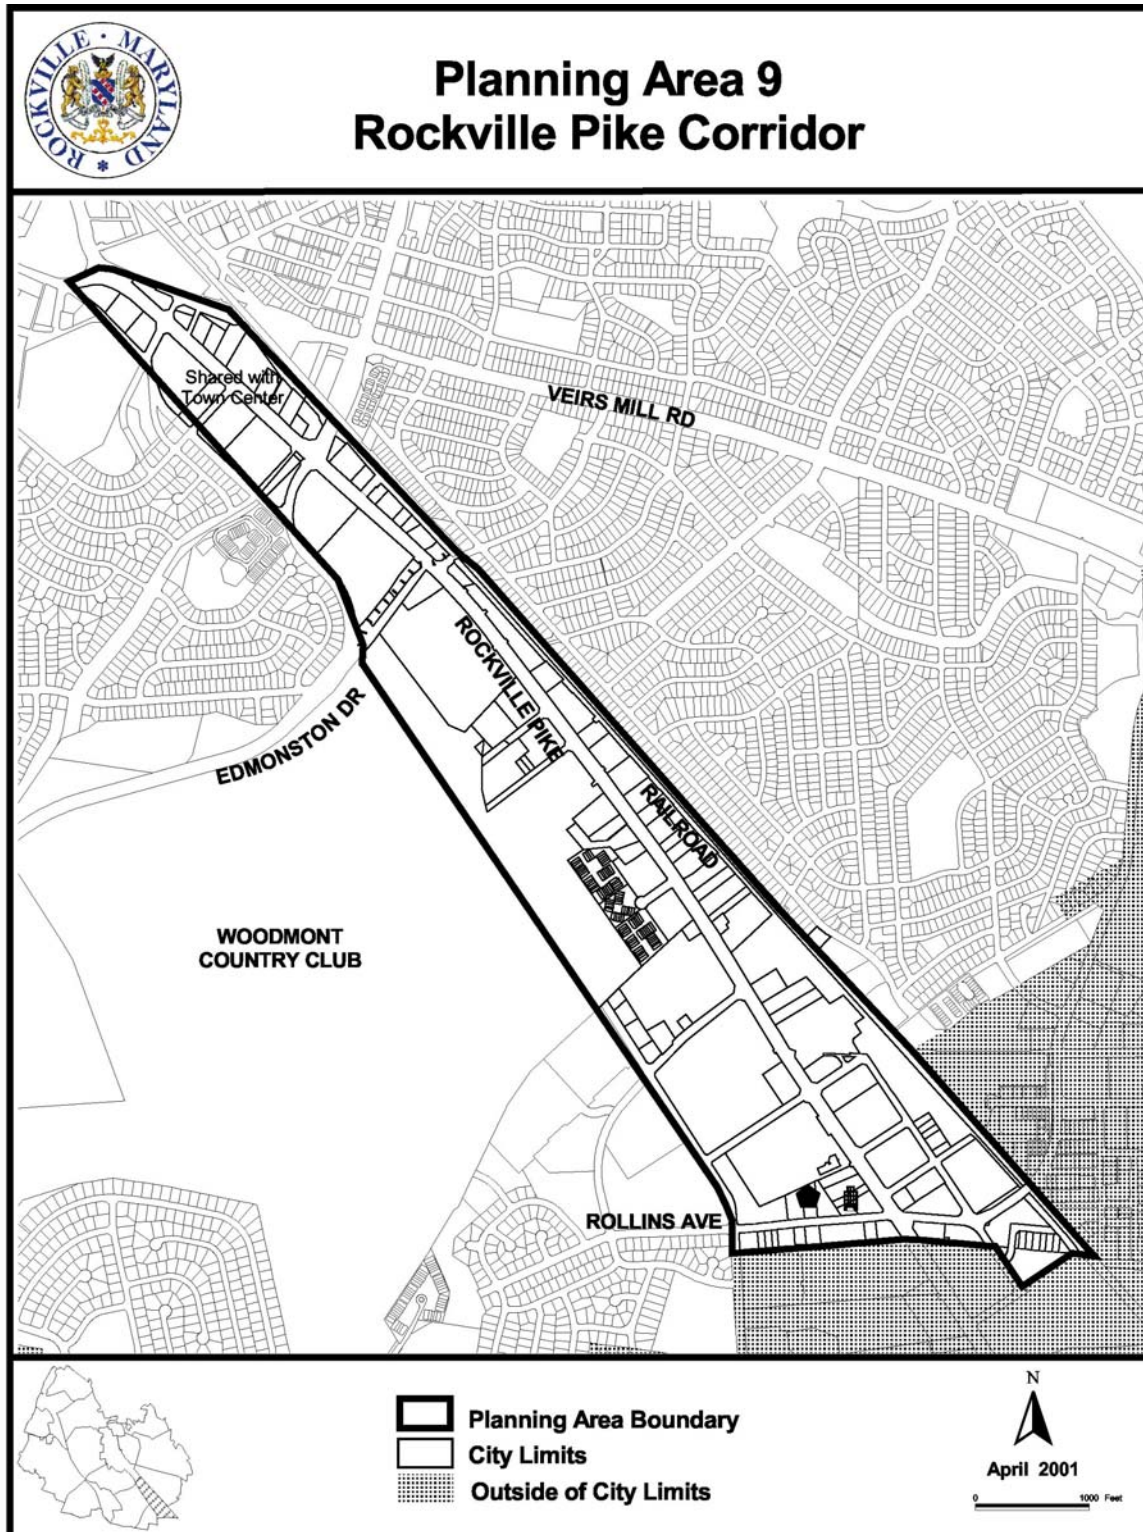 ROCKVILLE · MARYLAND
Planning Area 9
Rockville Pike Corridor
Shared with
Town Center
VEIRS MILL RD
ROCKVILLE PIKE
EDMONSTON DR
RAILROAD
WOODMONT
COUNTRY CLUB
ROLLINS AVE
N
Planning Area Boundary
City Limits
Outside of City Limits
April 2001
0 1000 Feet